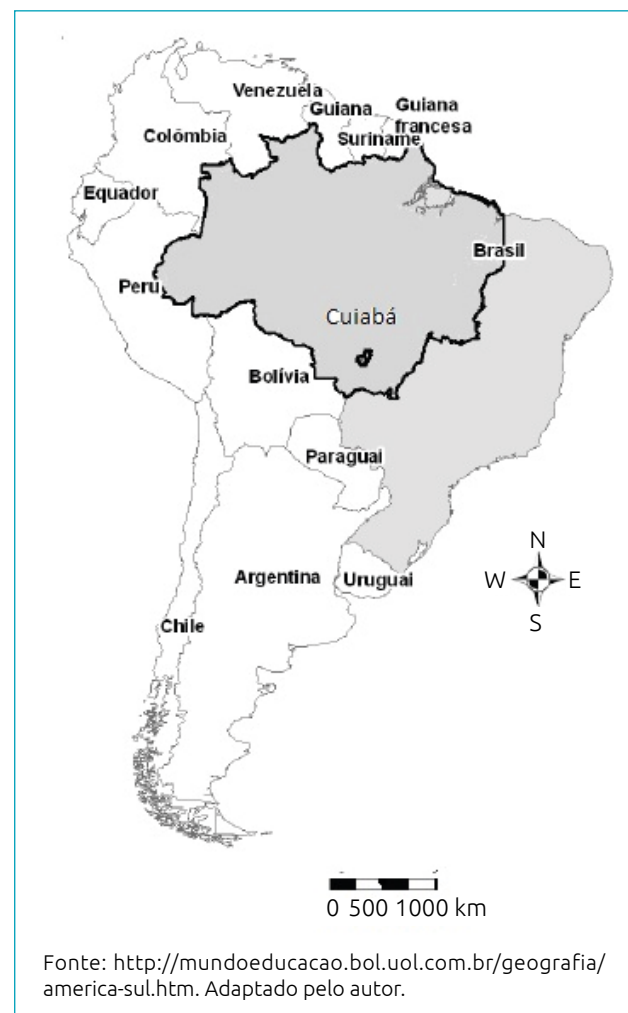 Venezuela
Guiana
Guiana
francesa
Suriname
Colômbia
Equador
Brasil
Peru
Cuiabá
Bolívia
Paraguai
N
W E
S
Argentina
Uruguai
Chile
0 500 1000 km
Fonte: http://mundoeducacao.bol.uol.com.br/geografia/
america-sul.htm. Adaptado pelo autor.